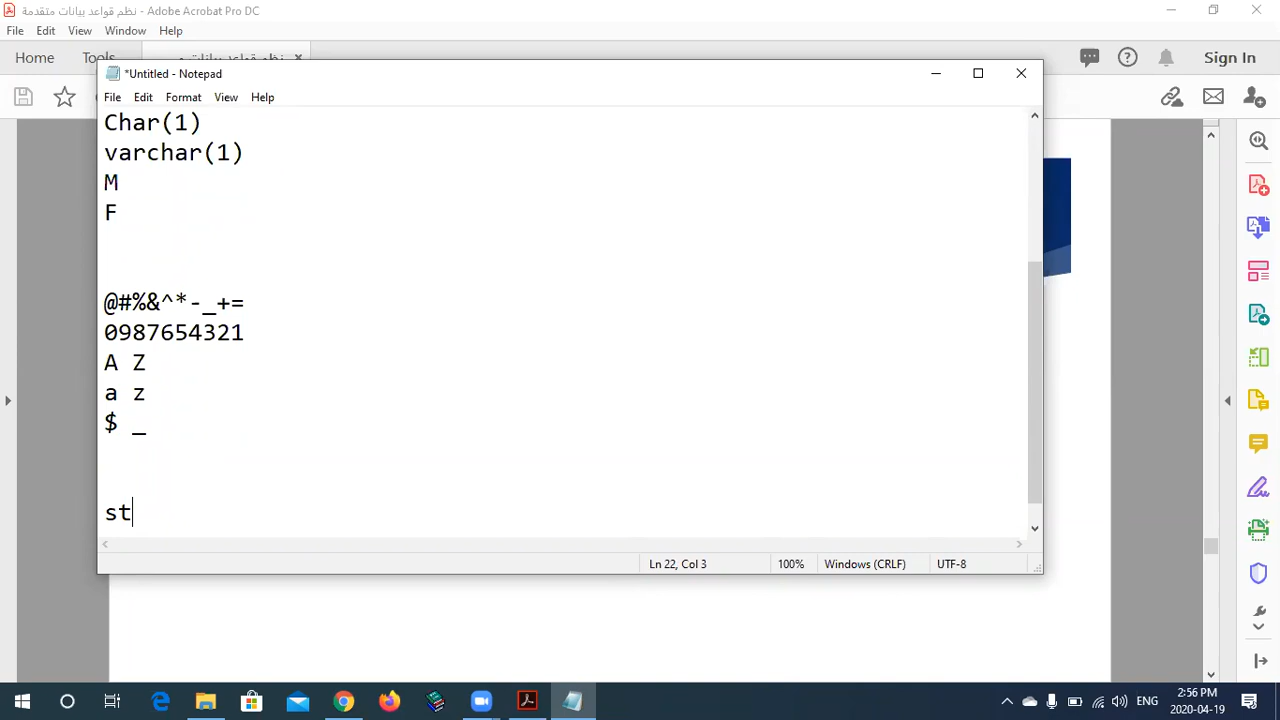 نظم قواعد بيانات متقدمة - Adobe Acrobat Pro DC
File Edit View Window Help
Home Tools
Sign In
*Untitled - Notepad
File Edit Format View Help
Char(1)
varchar(1)
M
F
@#%&^*-_+=
0987654321
A Z
a z
$ _
st
Ln 22, Col 3 100% Windows (CRLF) UTF-8
ENG
2:56 PM
2020-04-19